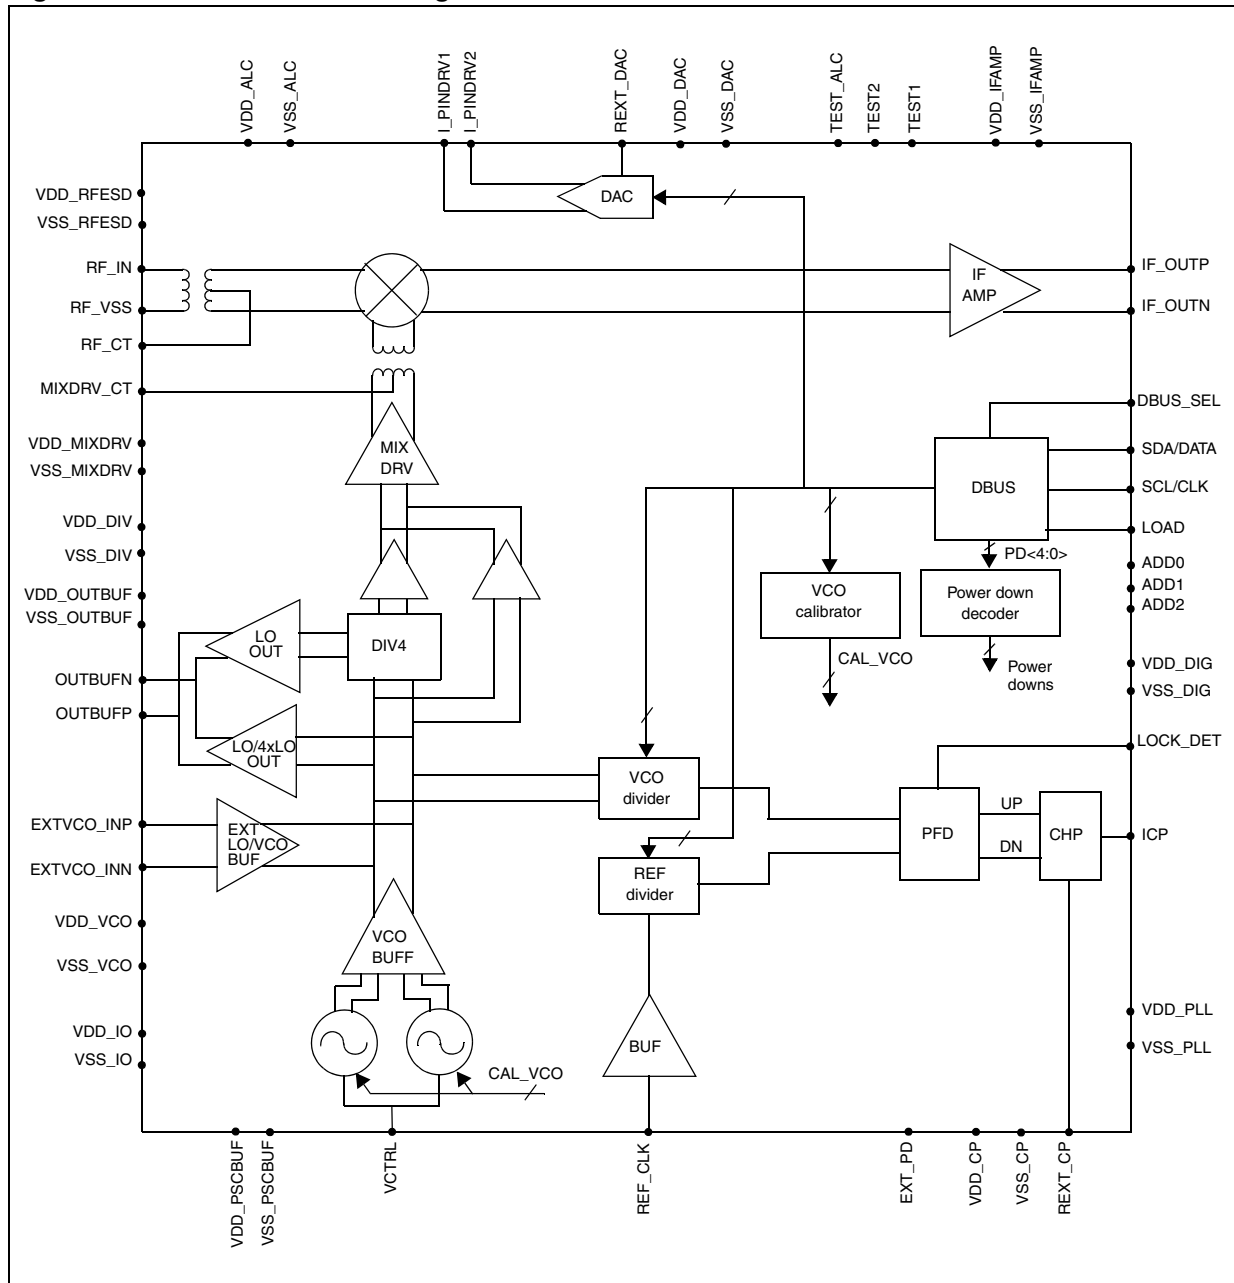 VDD_ALC
VSS_ALC
I_PINDRV1
I_PINDRV2
REXT_DAC
VDD_DAC
VSS_DAC
TEST_ALC
TEST2
TEST1
VDD_IFAMP
VSS_IFAMP
VDD_RFESD
VSS_RFESD
RF_IN
RF_VSS
RF_CT
MIXDRV_CT
VDD_MIXDRV
VSS_MIXDRV
VDD_DIV
VSS_DIV
VDD_OUTBUF
VSS_OUTBUF
OUTBUFN
OUTBUFP
EXTVCO_INP
EXTVCO_INN
VDD_VCO
VSS_VCO
VDD_IO
VSS_IO
DAC
IF
AMP
MIX
DRV
LO
OUT
DIV4
LO/4xLO
OUT
EXT
LO/VCO
BUF
VCO
BUFF
CAL_VCO
DBUS
PD<4:0>
VCO
calibrator
CAL_VCO
Power down
decoder
Power
downs
VCO
divider
REF
divider
BUF
PFD
UP
DN
CHP
IF_OUTP
IF_OUTN
DBUS_SEL
SDA/DATA
SCL/CLK
LOAD
ADD0
ADD1
ADD2
VDD_DIG
VSS_DIG
LOCK_DET
ICP
VDD_PLL
VSS_PLL
VDD_PSCBUF
VSS_PSCBUF
VCTRL
REF_CLK
EXT_PD
VDD_CP
VSS_CP
REXT_CP